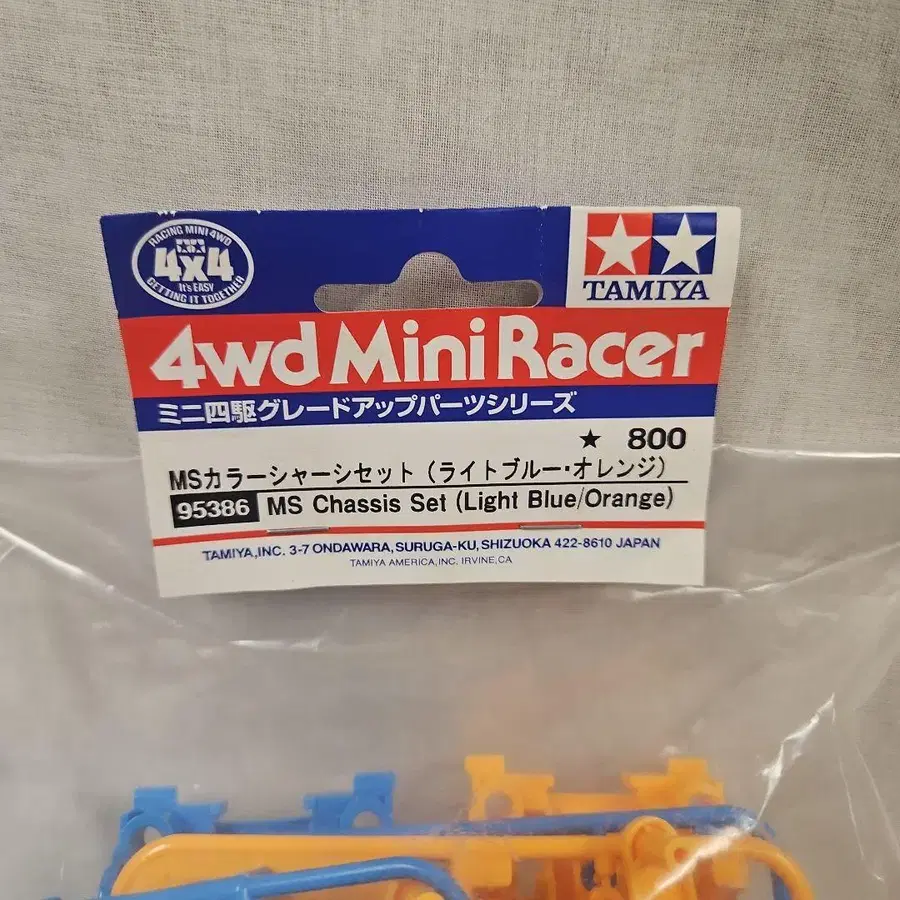 RACING MINI 4WD
4x4
It's EASY
GETTING IT TOGETHER
TAMIYA
4wd Mini Racer
ミニ四駆グレードアップパーツシリーズ
★ 800
MSカラーシャーシセット(ライトブルー・オレンジ)
95386 MS Chassis Set (Light Blue/Orange)
TAMIYA,INC. 3-7 ONDAWARA, SURUGA-KU, SHIZUOKA 422-8610 JAPAN
TAMIYA AMERICA,INC. IRVINE,CA